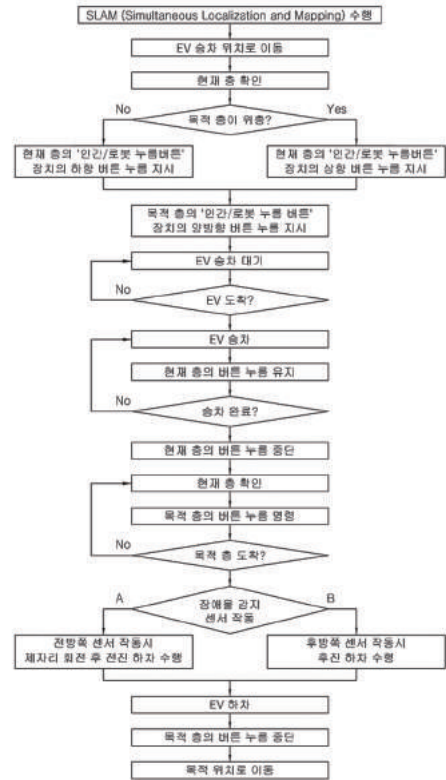 SLAM (Simultaneous Localization and Mapping) 수행
EV 승차 위치로 이동
현재 층 확인
No
Yes
목적 층이 위층?
현재 층의 '인간/로봇 누름버튼'
장치의 하향 버튼 누름 지시
현재 층의 '인간/로봇 누름버튼'
장치의 상향 버튼 누름 지시
목적 층의 '인간/로봇 누름 버튼'
장치의 양방향 버튼 누름 지시
EV 승차 대기
No
EV 도착?
EV 승차
현재 층의 버튼 누름 유지
No
승차 완료?
현재 층의 버튼 누름 중단
현재 층 확인
목적 층의 버튼 누름 명령
No
목적 층 도착?
A
B
장애물 감지
센서 작동
전방쪽 센서 작동시
제자리 회전 후 전진 하차 수행
후방쪽 센서 작동시
후진 하차 수행
EV 하차
목적 층의 버튼 누름 중단
목적 위치로 이동